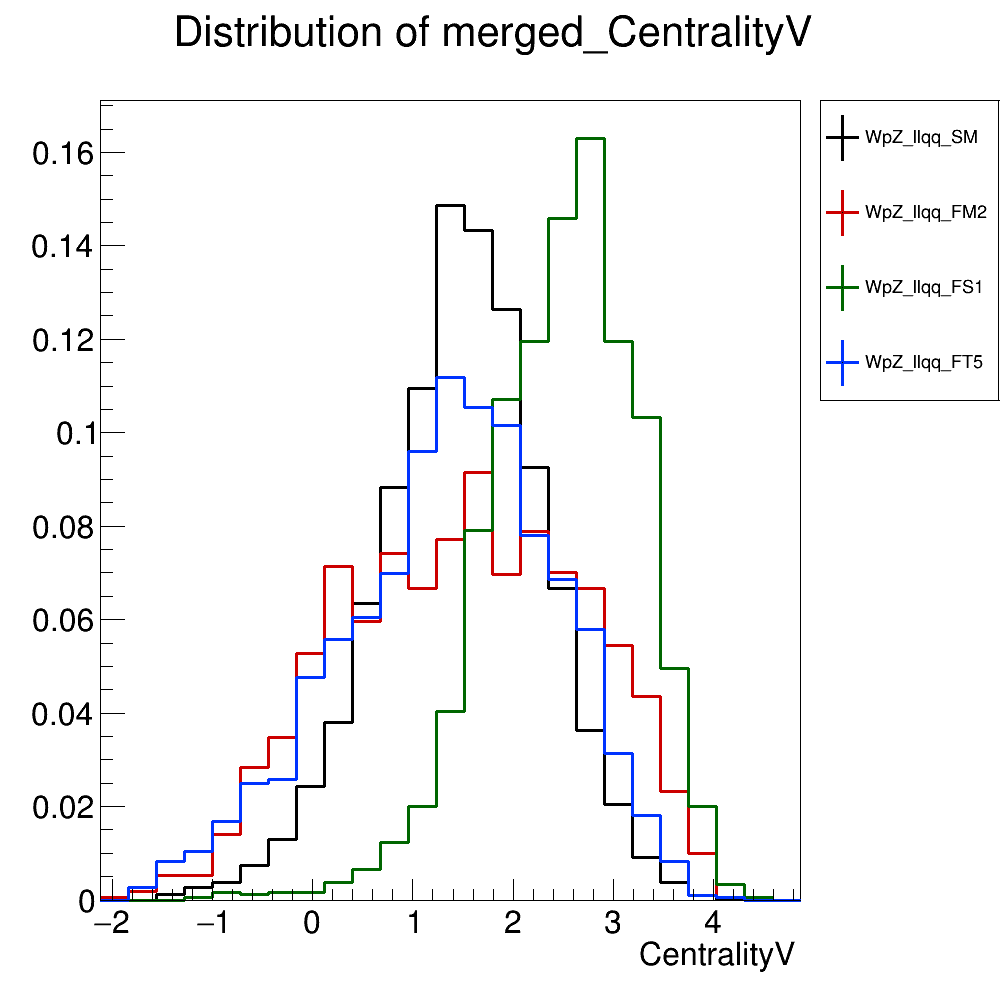 Distribution of merged_CentralityV
WpZ_llqq_SM
WpZ_llqq_FM2
WpZ_llqq_FS1
WpZ_llqq_FT5
0.16
0.14
0.12
0.1
0.08
0.06
0.04
0.02
0
−2 −1 0 1 2 3 4
CentralityV